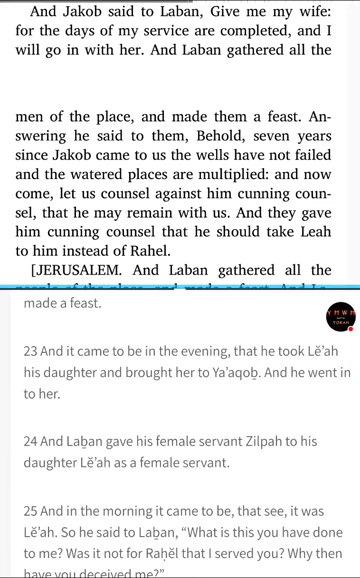 And Jakob said to Laban, Give me my wife:
for the days of my service are completed, and I
will go in with her. And Laban gathered all the
men of the place, and made them a feast. An-
swering he said to them, Behold, seven years
since Jakob came to us the wells have not failed
and the watered places are multiplied: and now
come, let us counsel against him cunning coun-
sel, that he may remain with us. And they gave
him cunning counsel that he should take Leah
to him instead of Rahel.
[JERUSALEM. And Laban gathered all the
made a feast.
YMWM
WITH
YORAH
23 And it came to be in the evening, that he took Lĕ’ah
his daughter and brought her to Ya’aqoḇ. And he went in
to her.
24 And Laḇan gave his female servant Zilpah to his
daughter Lĕ’ah as a female servant.
25 And in the morning it came to be, that see, it was
Lĕ’ah. So he said to Laḇan, “What is this you have done
to me? Was it not for Raḥĕl that I served you? Why then
have you deceived me?”